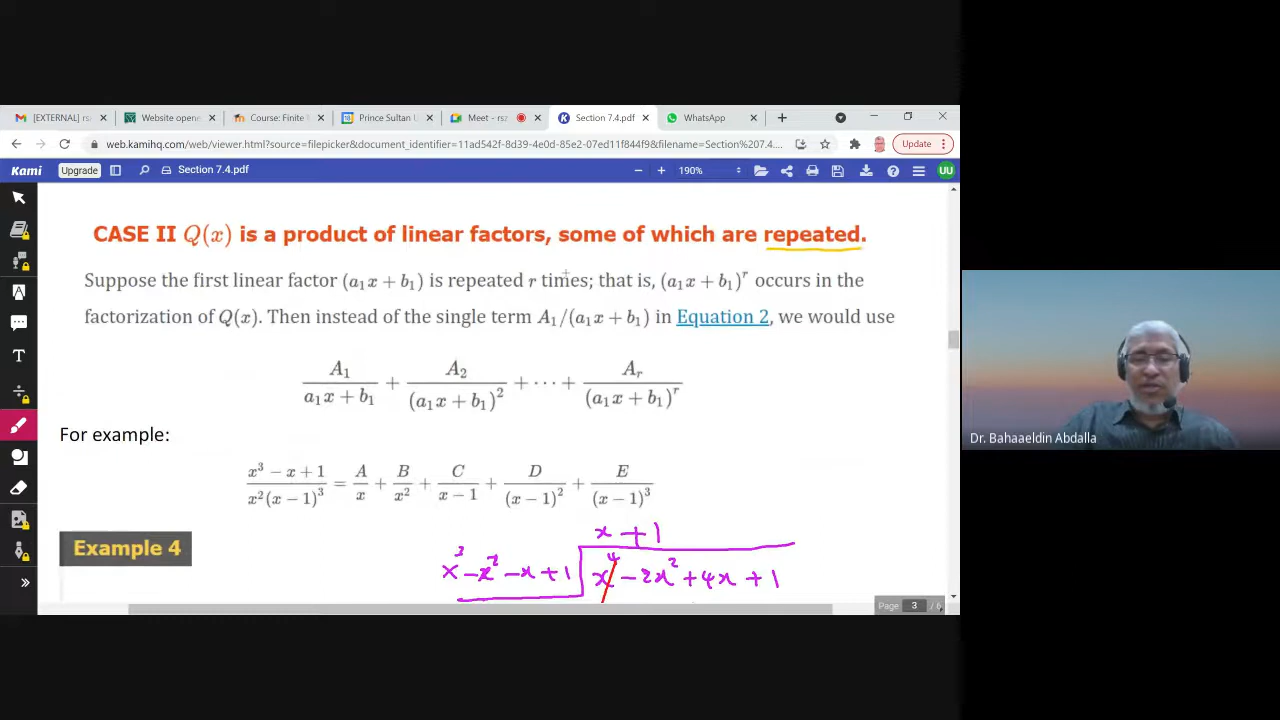 [EXTERNAL] rs
Website opene
Course: Finite
Prince Sultan U
Meet - rsz
Section 7.4.pdf
WhatsApp
web.kamihq.com/web/viewer.html?source=filepicker&document_identifier=11ad542f-8d39-4e0d-85e2-07ed11f844f9&filename=Section%207.4....
Update
Kami
Upgrade
Section 7.4.pdf
190%
UU
CASE II Q(x) is a product of linear factors, some of which are repeated.
Suppose the first linear factor (a₁x + b₁) is repeated r times; that is, (a₁x + b₁)^r occurs in the
factorization of Q(x). Then instead of the single term A₁/(a₁x + b₁) in Equation 2, we would use
A₁/(a₁x + b₁) + A₂/(a₁x + b₁)² + ··· + Aᵣ/(a₁x + b₁)^r
For example:
(x³ − x + 1)/(x²(x − 1)³) = A/x + B/x² + C/(x − 1) + D/(x − 1)² + E/(x − 1)³
Example 4
x + 1
x³ − x² − x + 1 x⁴ − 2x² + 4x + 1
Page 3 / 6
Dr. Bahaaeldin Abdalla